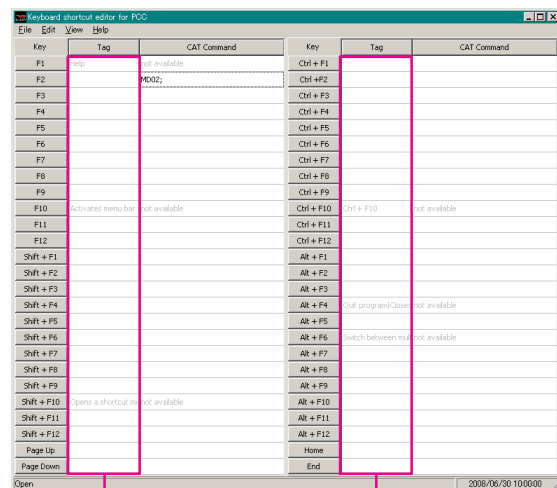 Keyboard shortcut editor for PCC
File Edit View Help
Key Tag CAT Command Key Tag CAT Command
F1 Help not available Ctrl + F1
F2 MD02; Ctrl +F2
F3 Ctrl + F3
F4 Ctrl + F4
F5 Ctrl + F5
F6 Ctrl + F6
F7 Ctrl + F7
F8 Ctrl + F8
F9 Ctrl + F9
F10 Activates menu bar not available Ctrl + F10 Ctrl + F10 not available
F11 Ctrl + F11
F12 Ctrl + F12
Shift + F1 Alt + F1
Shift + F2 Alt + F2
Shift + F3 Alt + F3
Shift + F4 Alt + F4 Quit program|Closes not available
Shift + F5 Alt + F5
Shift + F6 Alt + F6 Switch between mul not available
Shift + F7 Alt + F7
Shift + F8 Alt + F8
Shift + F9 Alt + F9
Shift + F10 Opens a shortcut m not available Alt + F10
Shift + F11 Alt + F11
Shift + F12 Alt + F12
Page Up Home
Page Down End
Open 2008/06/30 10:00:00